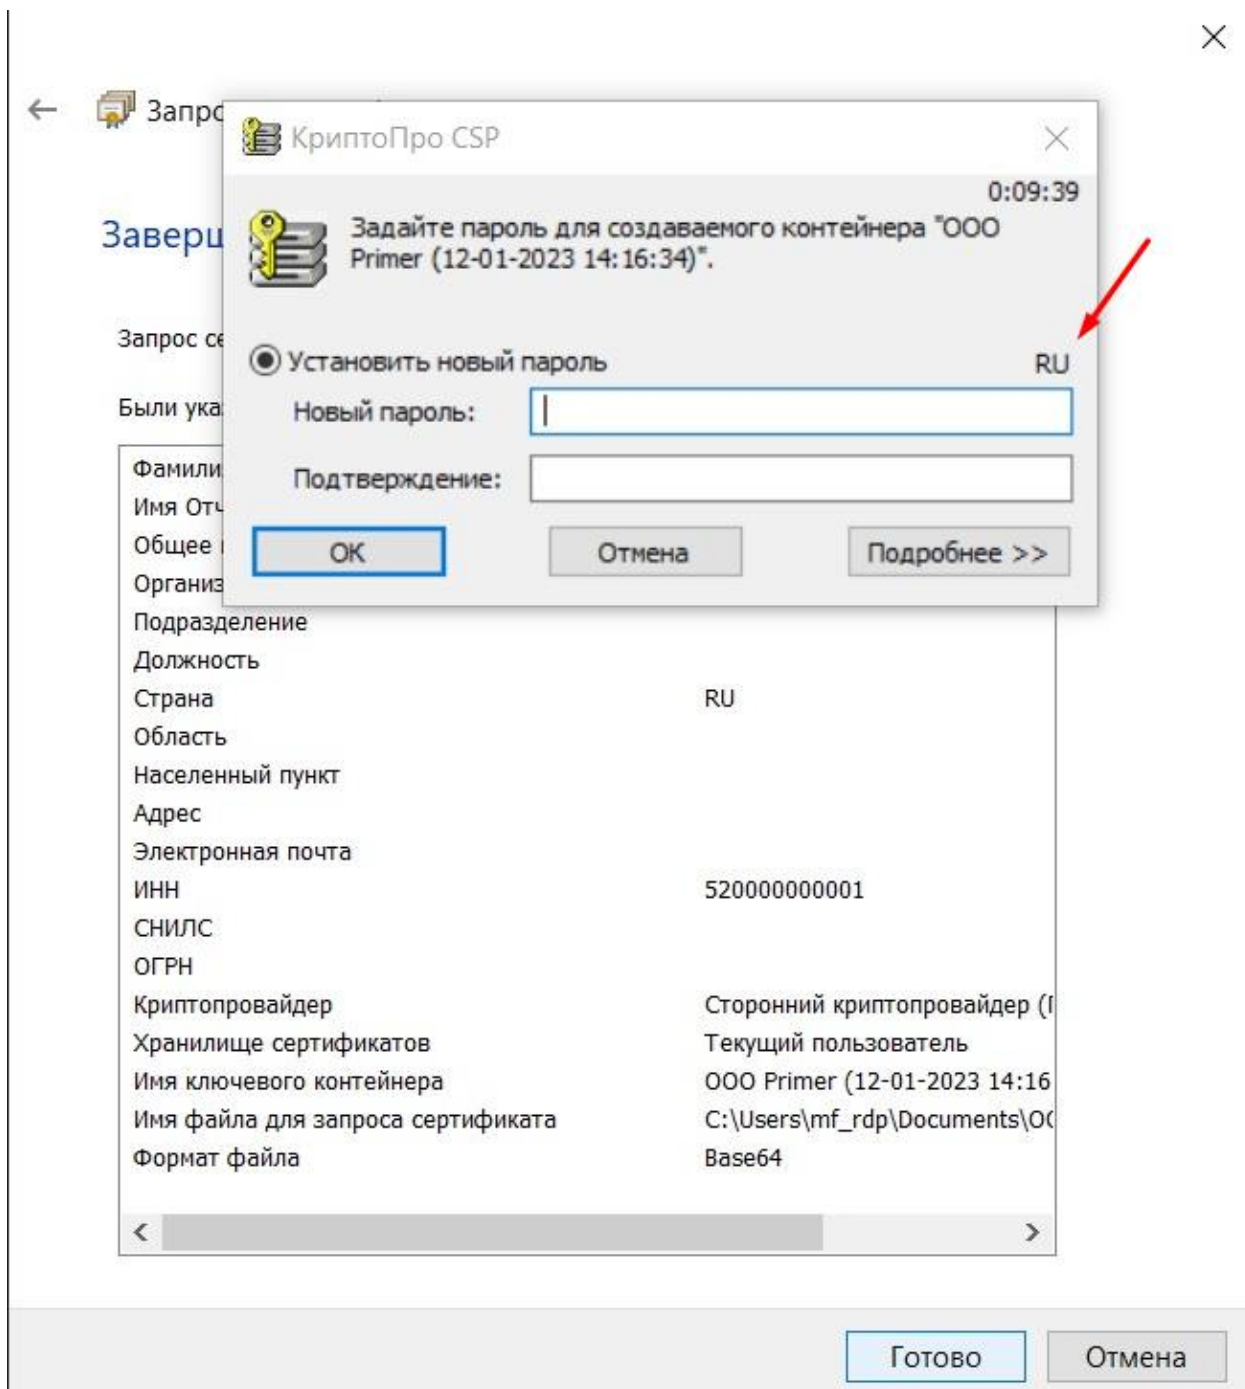 Запро
КриптоПро CSP
0:09:39
Задайте пароль для создаваемого контейнера "ООО
Primer (12-01-2023 14:16:34)".
Заверш
Запрос се
Установить новый пароль
RU
Были ука
Новый пароль:
Подтверждение:
ОК
Отмена
Подробнее >>
Фамили
Имя Отч
Общее
Организ
Подразделение
Должность
Страна RU
Область
Населенный пункт
Адрес
Электронная почта
ИНН 520000000001
СНИЛС
ОГРН
Криптопровайдер Сторонний криптопровайдер (
Хранилище сертификатов Текущий пользователь
Имя ключевого контейнера ООО Primer (12-01-2023 14:16
Имя файла для запроса сертификата C:\Users\mf_rdp\Documents\ОО
Формат файла Base64
Готово
Отмена